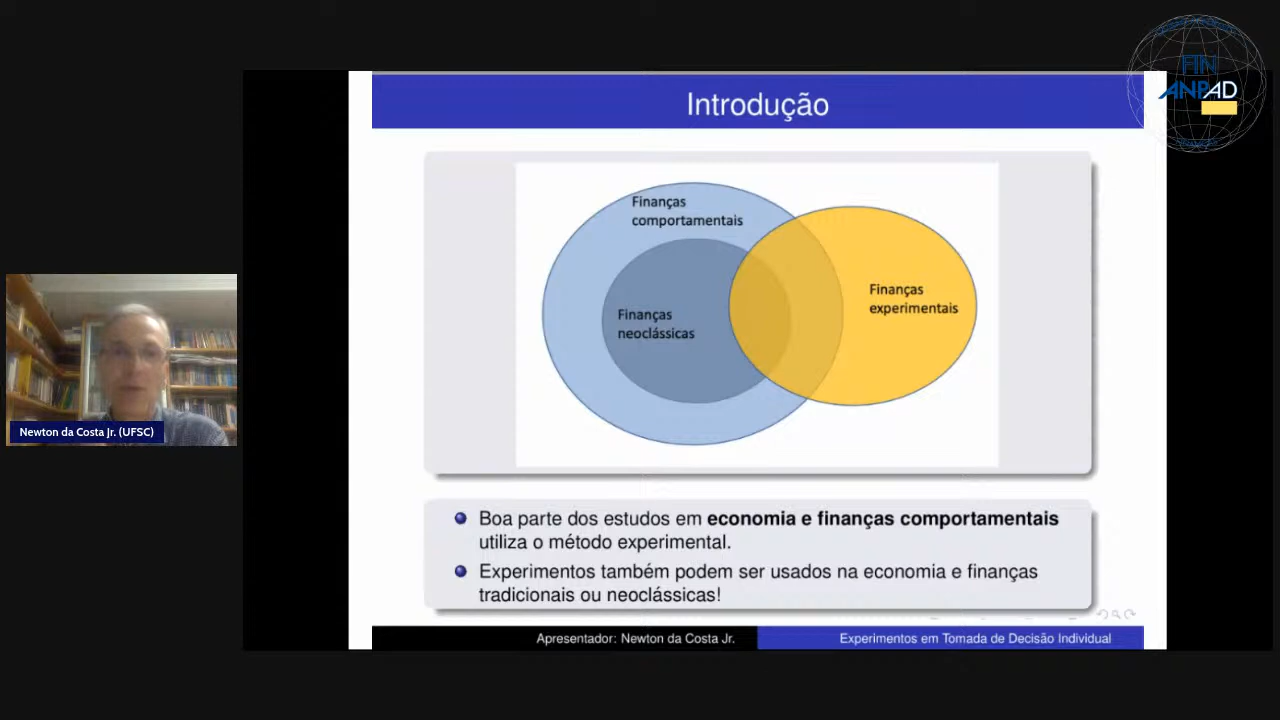 FIN
ANPAD
Introdução
Finanças
comportamentais
Finanças
experimentais
Finanças
neoclássicas
Newton da Costa Jr. (UFSC)
Boa parte dos estudos em economia e finanças comportamentais
utiliza o método experimental.
Experimentos também podem ser usados na economia e finanças
tradicionais ou neoclássicas!
Apresentador: Newton da Costa Jr.
Experimentos em Tomada de Decisão Individual